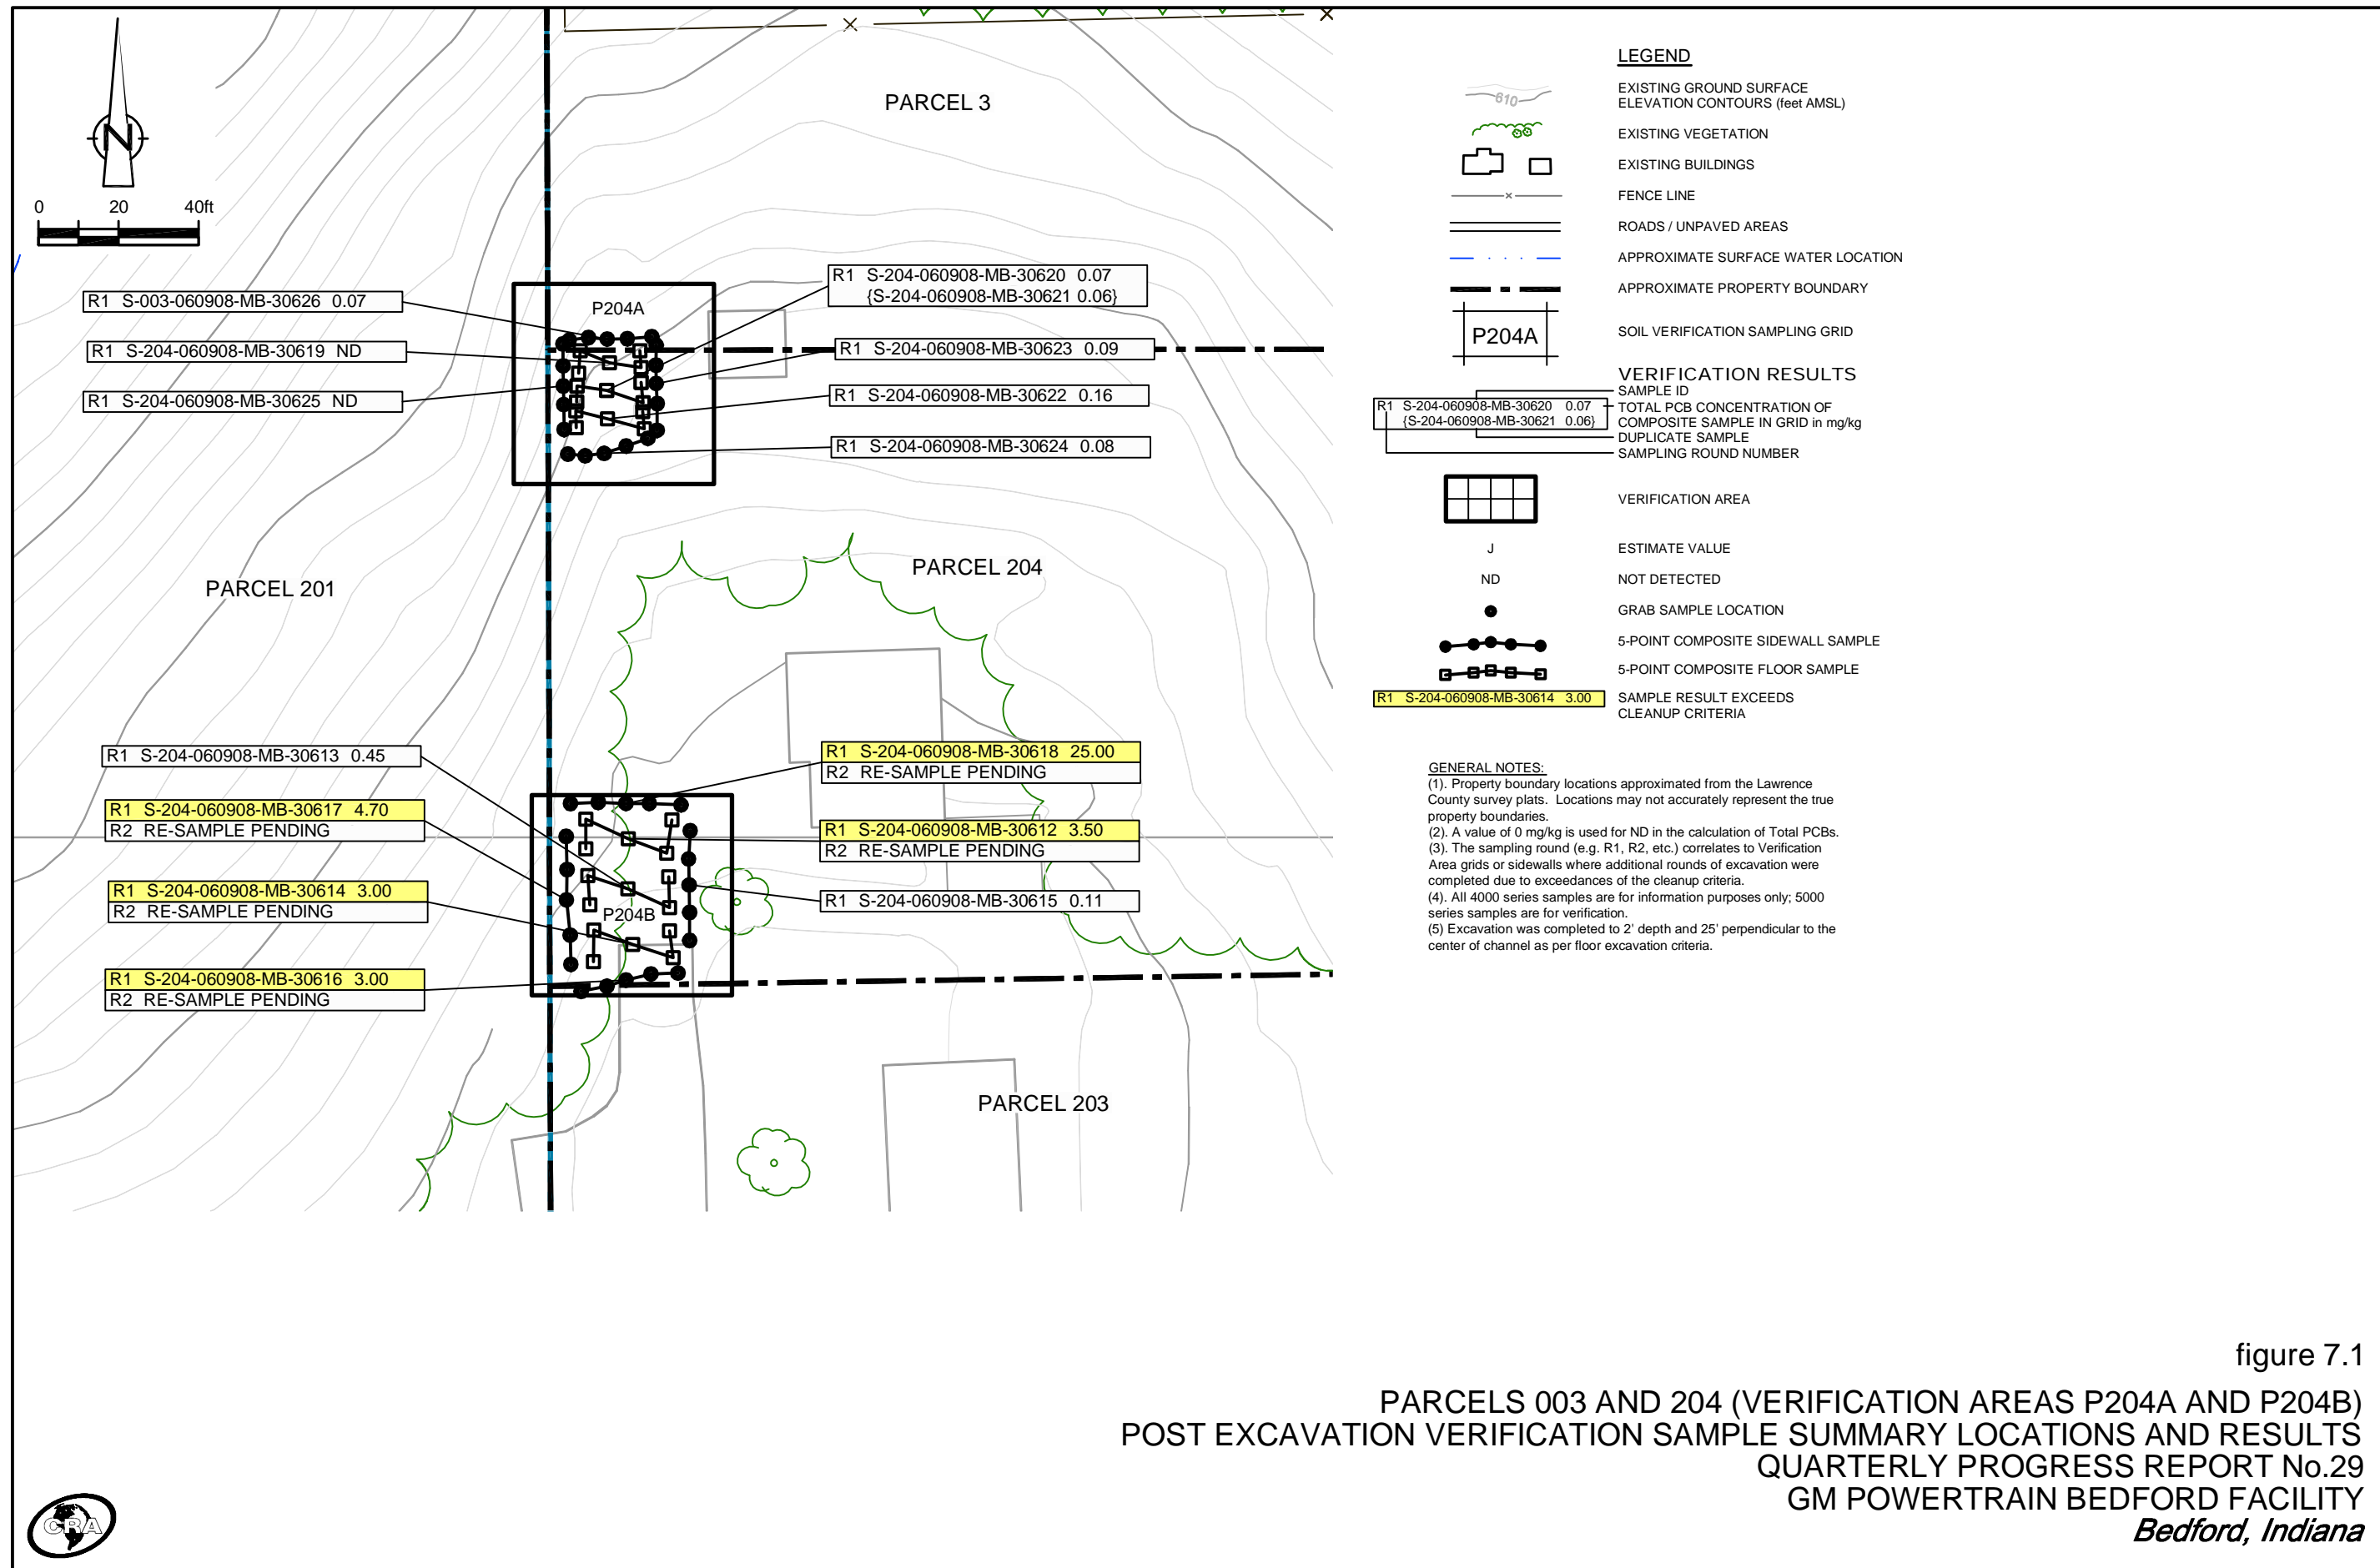 N
0 20 40ft
PARCEL 3
R1 S-003-060908-MB-30626 0.07
R1 S-204-060908-MB-30619 ND
R1 S-204-060908-MB-30625 ND
P204A
R1 S-204-060908-MB-30620 0.07
{S-204-060908-MB-30621 0.06}
R1 S-204-060908-MB-30623 0.09
R1 S-204-060908-MB-30622 0.16
R1 S-204-060908-MB-30624 0.08
PARCEL 201
PARCEL 204
R1 S-204-060908-MB-30613 0.45
R1 S-204-060908-MB-30617 4.70
R2 RE-SAMPLE PENDING
R1 S-204-060908-MB-30614 3.00
R2 RE-SAMPLE PENDING
R1 S-204-060908-MB-30616 3.00
R2 RE-SAMPLE PENDING
P204B
R1 S-204-060908-MB-30618 25.00
R2 RE-SAMPLE PENDING
R1 S-204-060908-MB-30612 3.50
R2 RE-SAMPLE PENDING
R1 S-204-060908-MB-30615 0.11
PARCEL 203
LEGEND
610
EXISTING GROUND SURFACE
ELEVATION CONTOURS (feet AMSL)
EXISTING VEGETATION
EXISTING BUILDINGS
FENCE LINE
ROADS / UNPAVED AREAS
APPROXIMATE SURFACE WATER LOCATION
APPROXIMATE PROPERTY BOUNDARY
P204A
SOIL VERIFICATION SAMPLING GRID
VERIFICATION RESULTS
R1 S-204-060908-MB-30620 0.07
{S-204-060908-MB-30621 0.06}
SAMPLE ID
TOTAL PCB CONCENTRATION OF
COMPOSITE SAMPLE IN GRID in mg/kg
DUPLICATE SAMPLE
SAMPLING ROUND NUMBER
VERIFICATION AREA
J ESTIMATE VALUE
ND NOT DETECTED
GRAB SAMPLE LOCATION
5-POINT COMPOSITE SIDEWALL SAMPLE
5-POINT COMPOSITE FLOOR SAMPLE
R1 S-204-060908-MB-30614 3.00
SAMPLE RESULT EXCEEDS
CLEANUP CRITERIA
GENERAL NOTES:
(1). Property boundary locations approximated from the Lawrence
County survey plats. Locations may not accurately represent the true
property boundaries.
(2). A value of 0 mg/kg is used for ND in the calculation of Total PCBs.
(3). The sampling round (e.g. R1, R2, etc.) correlates to Verification
Area grids or sidewalls where additional rounds of excavation were
completed due to exceedances of the cleanup criteria.
(4). All 4000 series samples are for information purposes only; 5000
series samples are for verification.
(5) Excavation was completed to 2' depth and 25' perpendicular to the
center of channel as per floor excavation criteria.
figure 7.1
PARCELS 003 AND 204 (VERIFICATION AREAS P204A AND P204B)
POST EXCAVATION VERIFICATION SAMPLE SUMMARY LOCATIONS AND RESULTS
QUARTERLY PROGRESS REPORT No.29
GM POWERTRAIN BEDFORD FACILITY
Bedford, Indiana
CRA